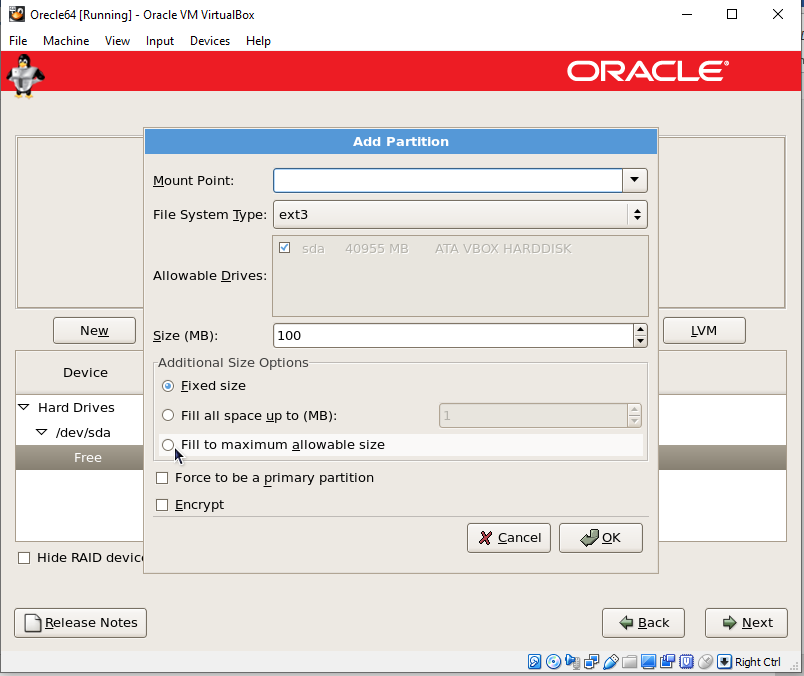 Orecle64 [Running] - Oracle VM VirtualBox
File Machine View Input Devices Help
ORACLE®
Add Partition
Mount Point:
File System Type: ext3
sda 40955 MB ATA VBOX HARDDISK
Allowable Drives:
New
Size (MB): 100
LVM
Additional Size Options
Device
Fixed size
Hard Drives
Fill all space up to (MB): 1
/dev/sda
Fill to maximum allowable size
Free
Force to be a primary partition
Encrypt
Cancel OK
Hide RAID device
Release Notes Back Next
Right Ctrl